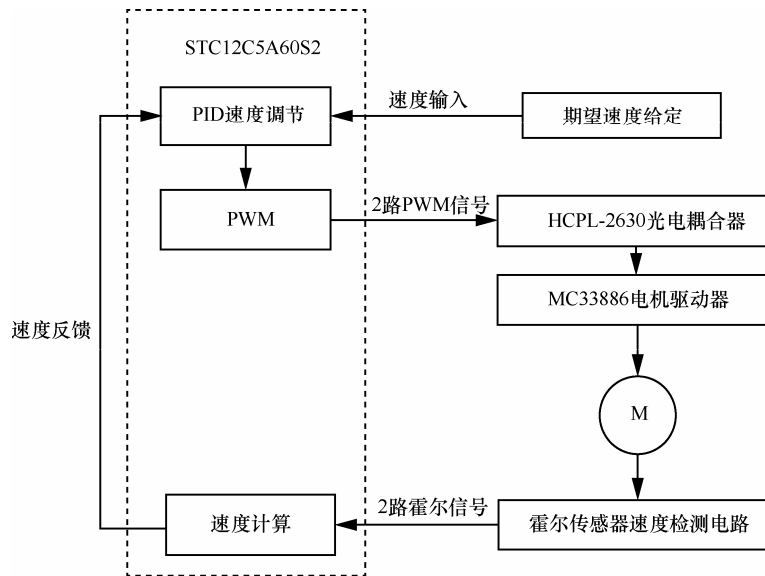 STC12C5A60S2
PID速度调节
速度输入
期望速度给定
PWM
2路PWM信号
HCPL-2630光电耦合器
MC33886电机驱动器
速度反馈
M
速度计算
2路霍尔信号
霍尔传感器速度检测电路